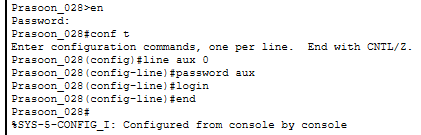 Prasoon_028>en
Password:
Prasoon_028#conf t
Enter configuration commands, one per line.  End with CNTL/Z.
Prasoon_028(config)#line aux 0
Prasoon_028(config-line)#password aux
Prasoon_028(config-line)#login
Prasoon_028(config-line)#end
Prasoon_028#
%SYS-5-CONFIG_I: Configured from console by console